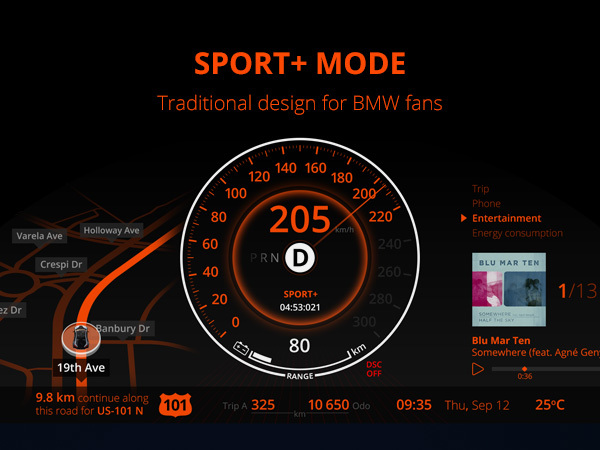 SPORT+ MODE
Traditional design for BMW fans
0
20
40
60
80
100
120
140
160
180
200
220
240
260
280
300
205 km/h
PRN D
SPORT+
04:53:021
80
km
RANGE
DSC
OFF
Varela Ave
Holloway Ave
Crespi Dr
ez Dr
Banbury Dr
19th Ave
Trip
Phone
Entertainment
Energy consumption
BLU MAR TEN
SOMEWHERE
HALF THE SKY
1/13
Blu Mar Ten
Somewhere (feat. Agné Geny
0:36
9.8 km continue along
this road for US-101 N
101
Trip A 325
km
10 650 Odo
09:35
Thu, Sep 12
25ºC